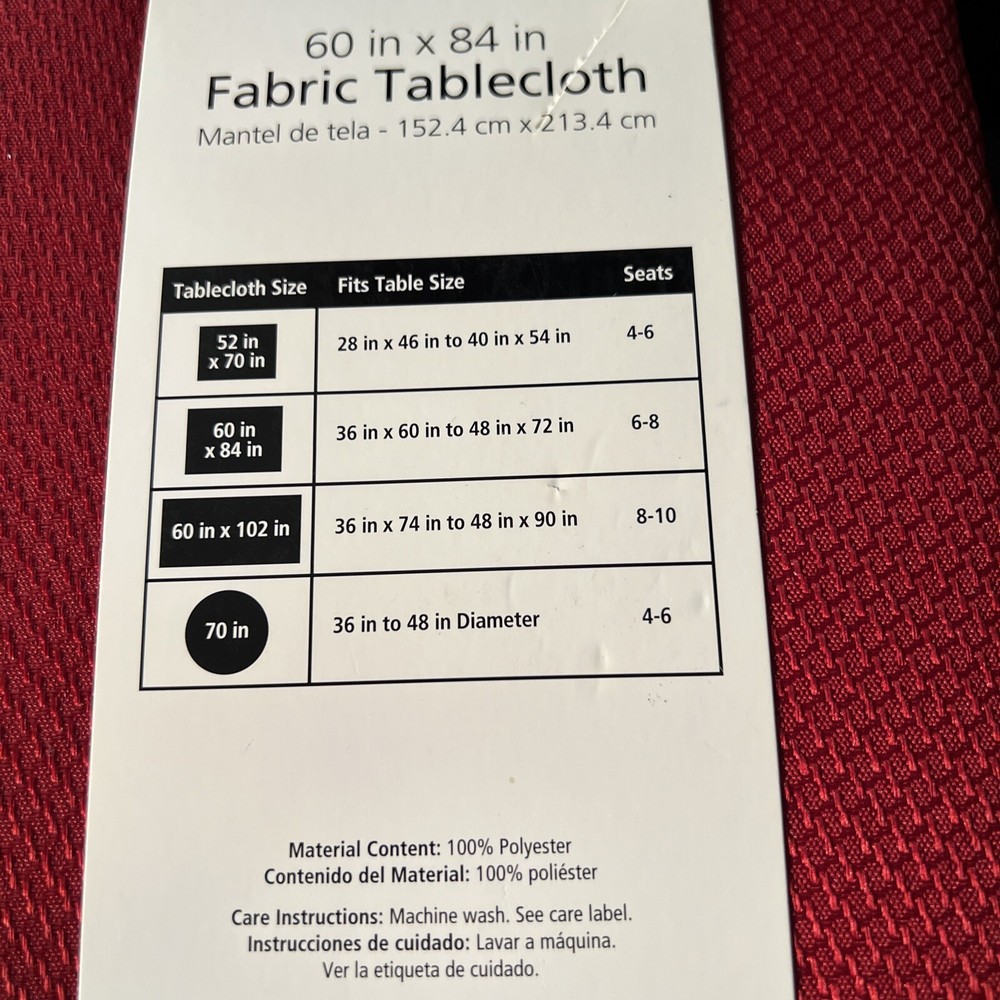 60 in x 84 in
Fabric Tablecloth
Mantel de tela - 152.4 cm x 213.4 cm
Tablecloth Size Fits Table Size Seats
52 in
x 70 in
28 in x 46 in to 40 in x 54 in 4-6
60 in
x 84 in
36 in x 60 in to 48 in x 72 in 6-8
60 in x 102 in 36 in x 74 in to 48 in x 90 in 8-10
70 in 36 in to 48 in Diameter 4-6
Material Content: 100% Polyester
Contenido del Material: 100% poliéster
Care Instructions: Machine wash. See care label.
Instrucciones de cuidado: Lavar a máquina.
Ver la etiqueta de cuidado.